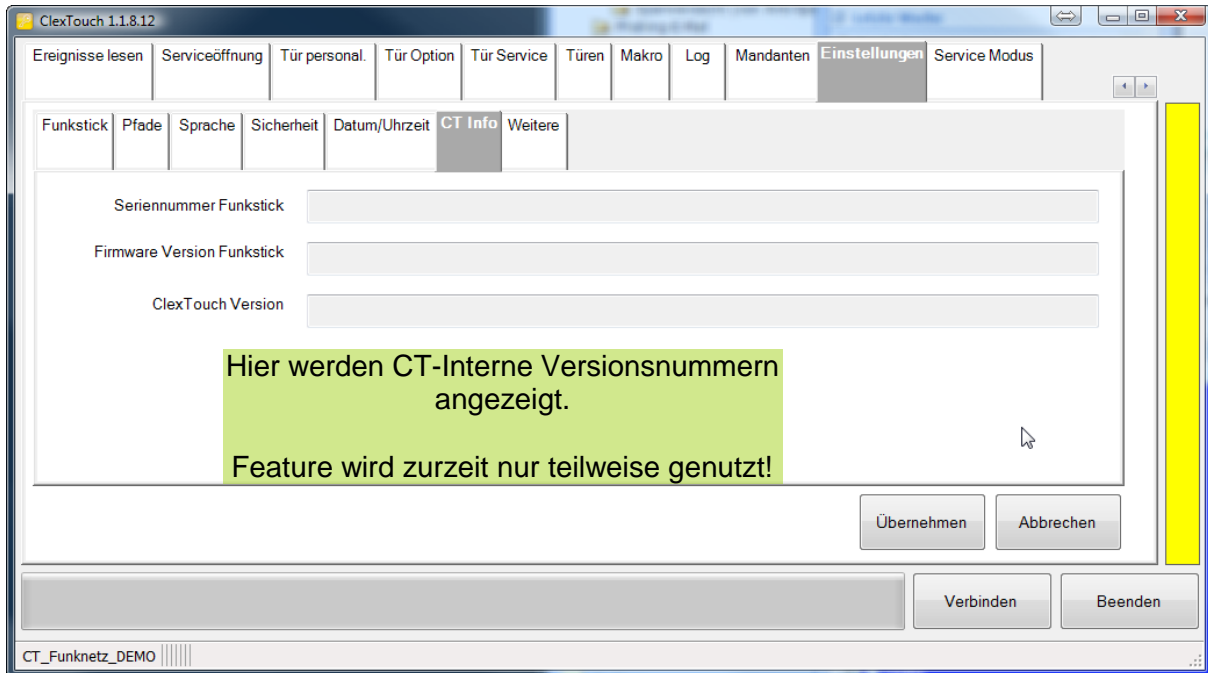 ClexTouch 1.1.8.12
Ereignisse lesen Serviceöffnung Tür personal. Tür Option Tür Service Türen Makro Log Mandanten Einstellungen Service Modus
Funkstick Pfade Sprache Sicherheit Datum/Uhrzeit CT Info Weitere
Seriennummer Funkstick
Firmware Version Funkstick
ClexTouch Version
Hier werden CT-Interne Versionsnummern
angezeigt.
Feature wird zurzeit nur teilweise genutzt!
Übernehmen Abbrechen
Verbinden Beenden
CT_Funknetz_DEMO